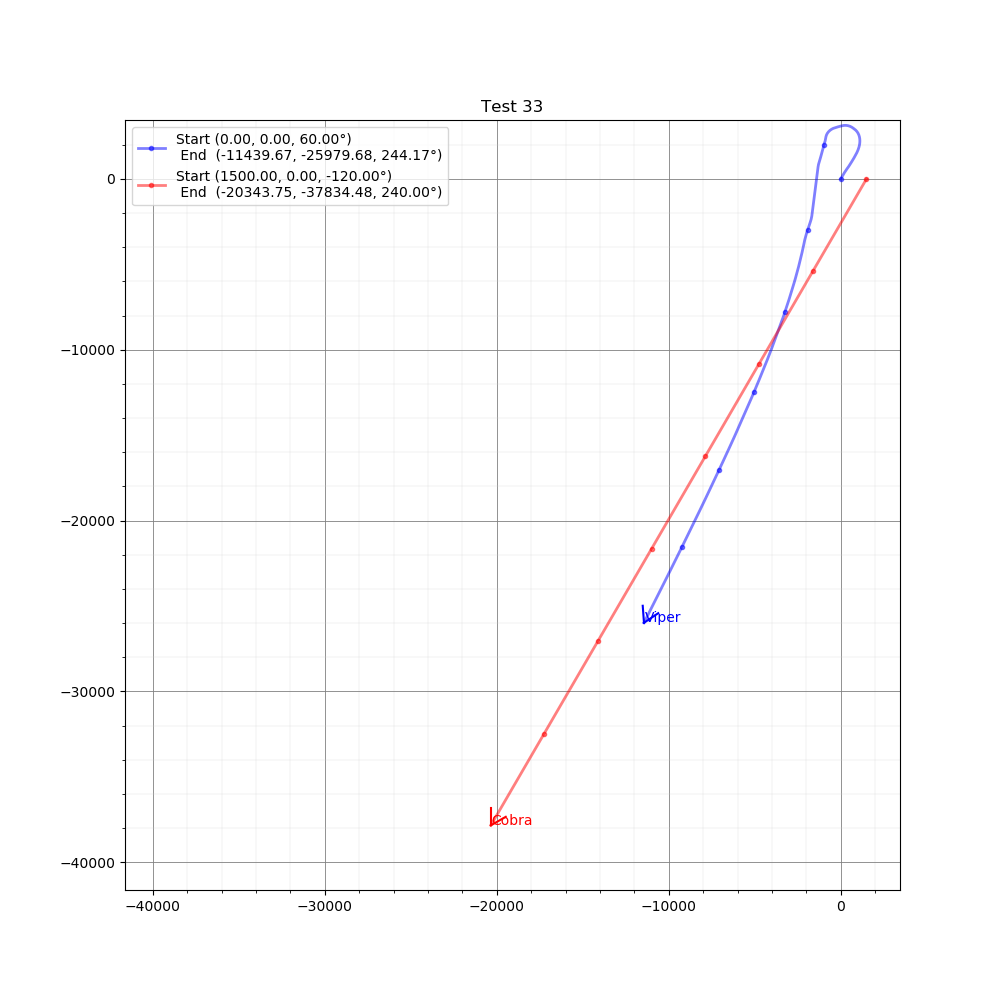 Test 33
Start (0.00, 0.00, 60.00°)
End (-11439.67, -25979.68, 244.17°)
Start (1500.00, 0.00, -120.00°)
End (-20343.75, -37834.48, 240.00°)
0
−10000
−20000
−30000
−40000
Viper
Cobra
−40000 −30000 −20000 −10000 0